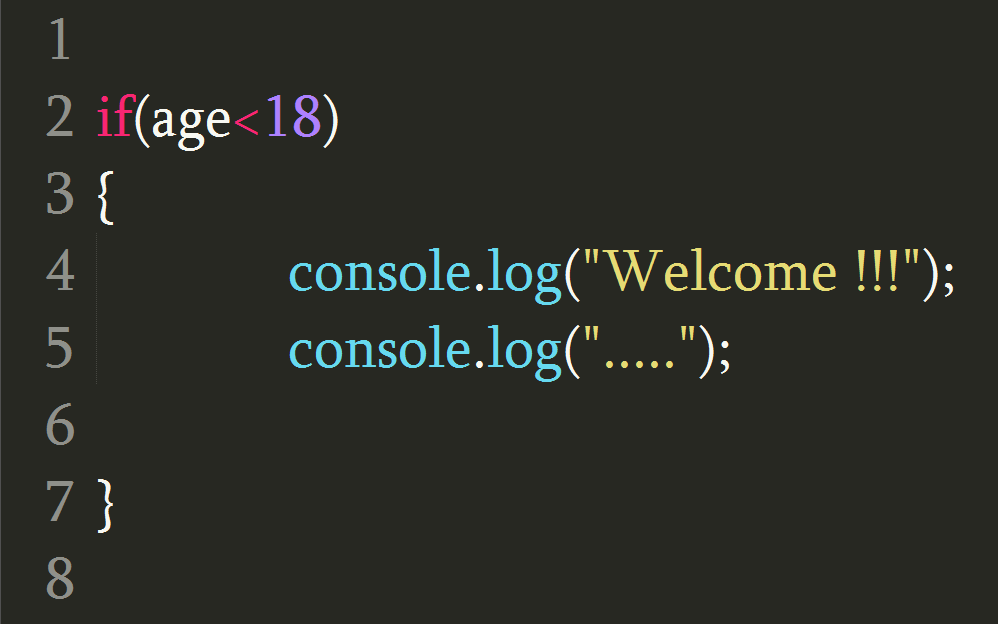 1
2 if(age<18)
3 {
4 console.log("Welcome !!!");
5 console.log(".....");
6
7 }
8